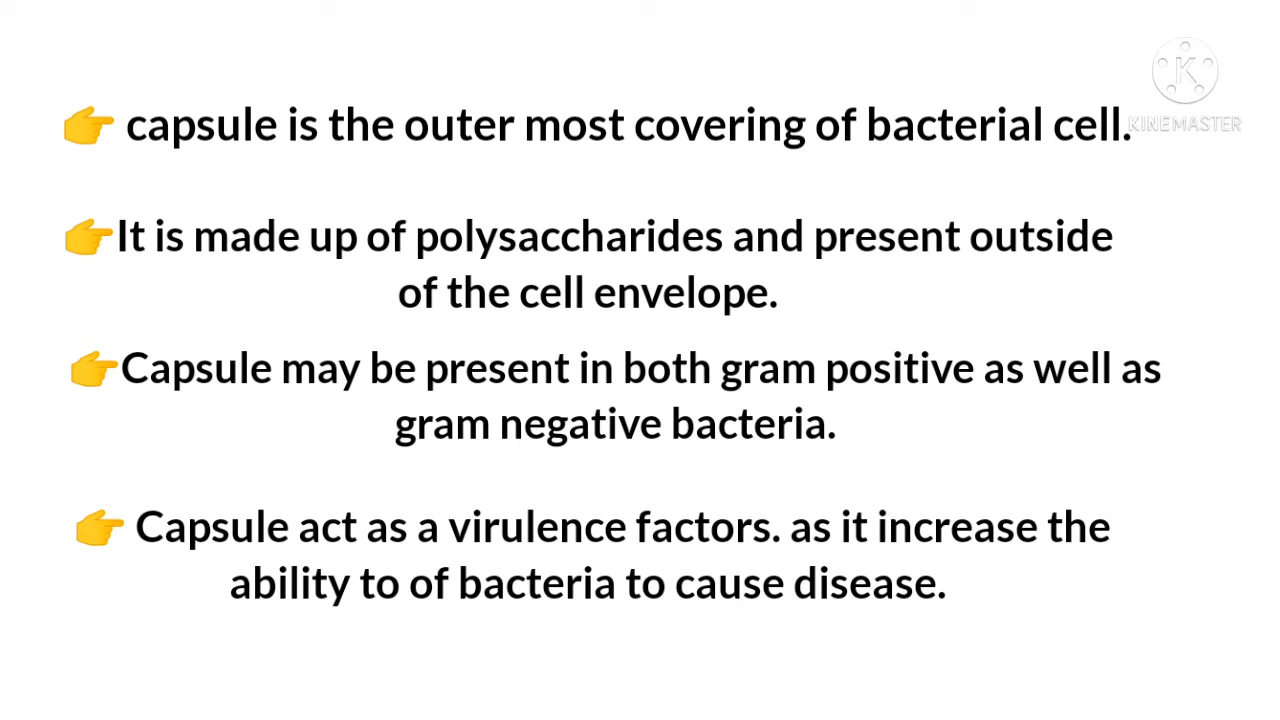 👉 capsule is the outer most covering of bacterial cell.
KINEMASTER
👉It is made up of polysaccharides and present outside
of the cell envelope.
👉Capsule may be present in both gram positive as well as
gram negative bacteria.
👉 Capsule act as a virulence factors. as it increase the
ability to of bacteria to cause disease.